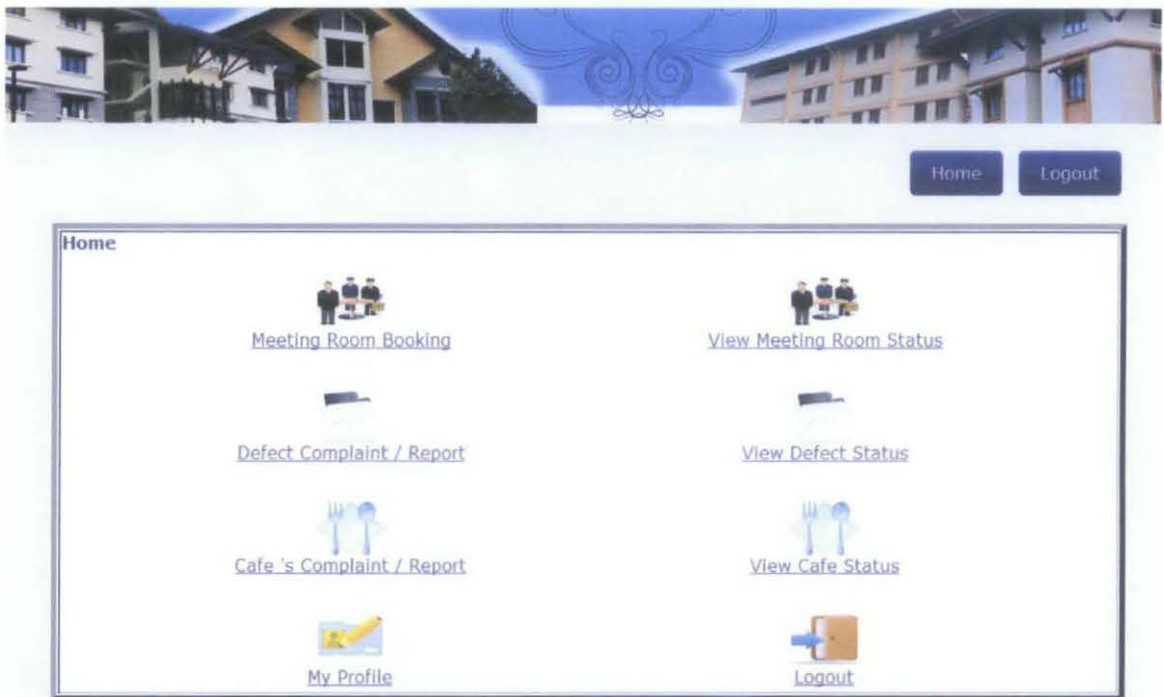 Home Logout
Home
Meeting Room Booking View Meeting Room Status
Defect Complaint / Report View Defect Status
Cafe 's Complaint / Report View Cafe Status
My Profile Logout